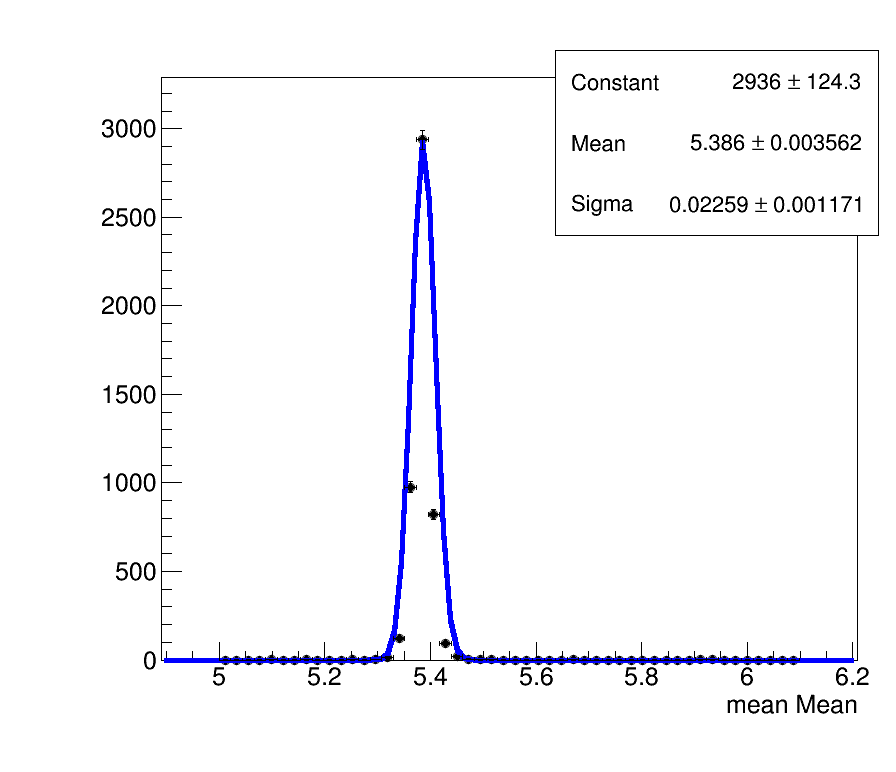 Constant 2936 ± 124.3
Mean 5.386 ± 0.003562
Sigma 0.02259 ± 0.001171
3000
2500
2000
1500
1000
500
0
5 5.2 5.4 5.6 5.8 6 6.2
mean Mean